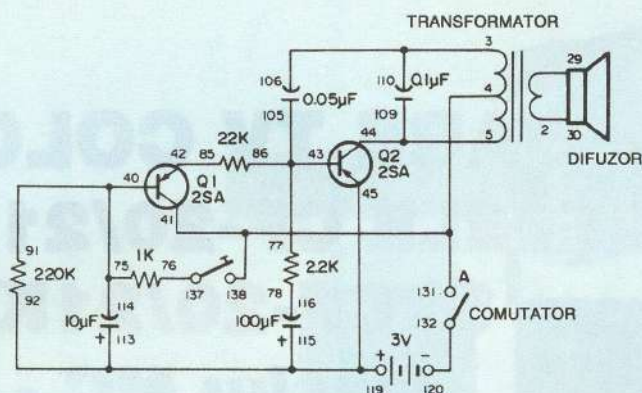 TRANSFORMATOR
3
4
5
2
29
30
DIFUZOR
106
0.05µF
105
110
0.1µF
109
42
85
22K
86
43
44
Q2
2SA
45
40
Q1
2SA
41
91
220K
92
1K
75
76
137
138
77
2.2K
78
114
10µF
+
113
116
100µF
+
115
131
A
132
COMUTATOR
3V
+
-
119
120